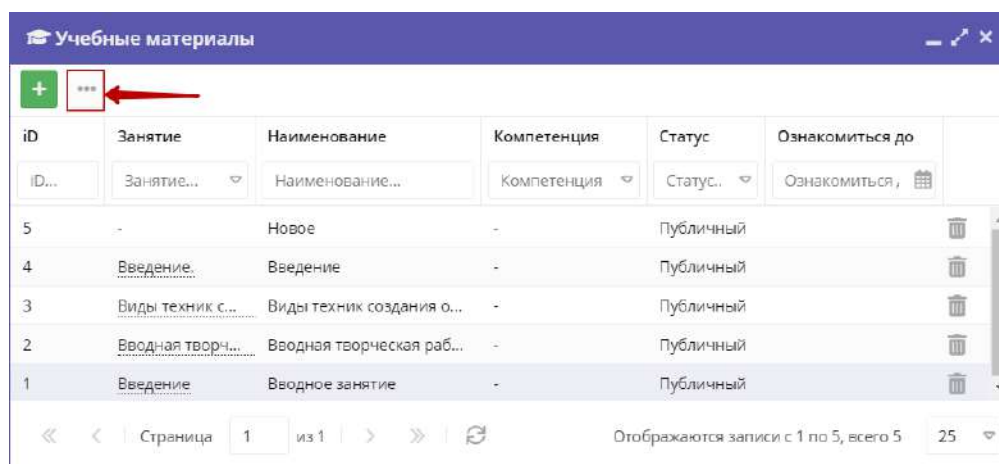 Учебные материалы
iD Занятие Наименование Компетенция Статус Ознакомиться до
iD... Занятие... Наименование... Компетенция Статус.. Ознакомиться ,
5 - Новое - Публичный
4 Введение. Введение - Публичный
3 Виды техник с... Виды техник создания о... - Публичный
2 Вводная творч... Вводная творческая раб... - Публичный
1 Введение Вводное занятие - Публичный
Страница 1 из 1 Отображаются записи с 1 по 5, всего 5 25